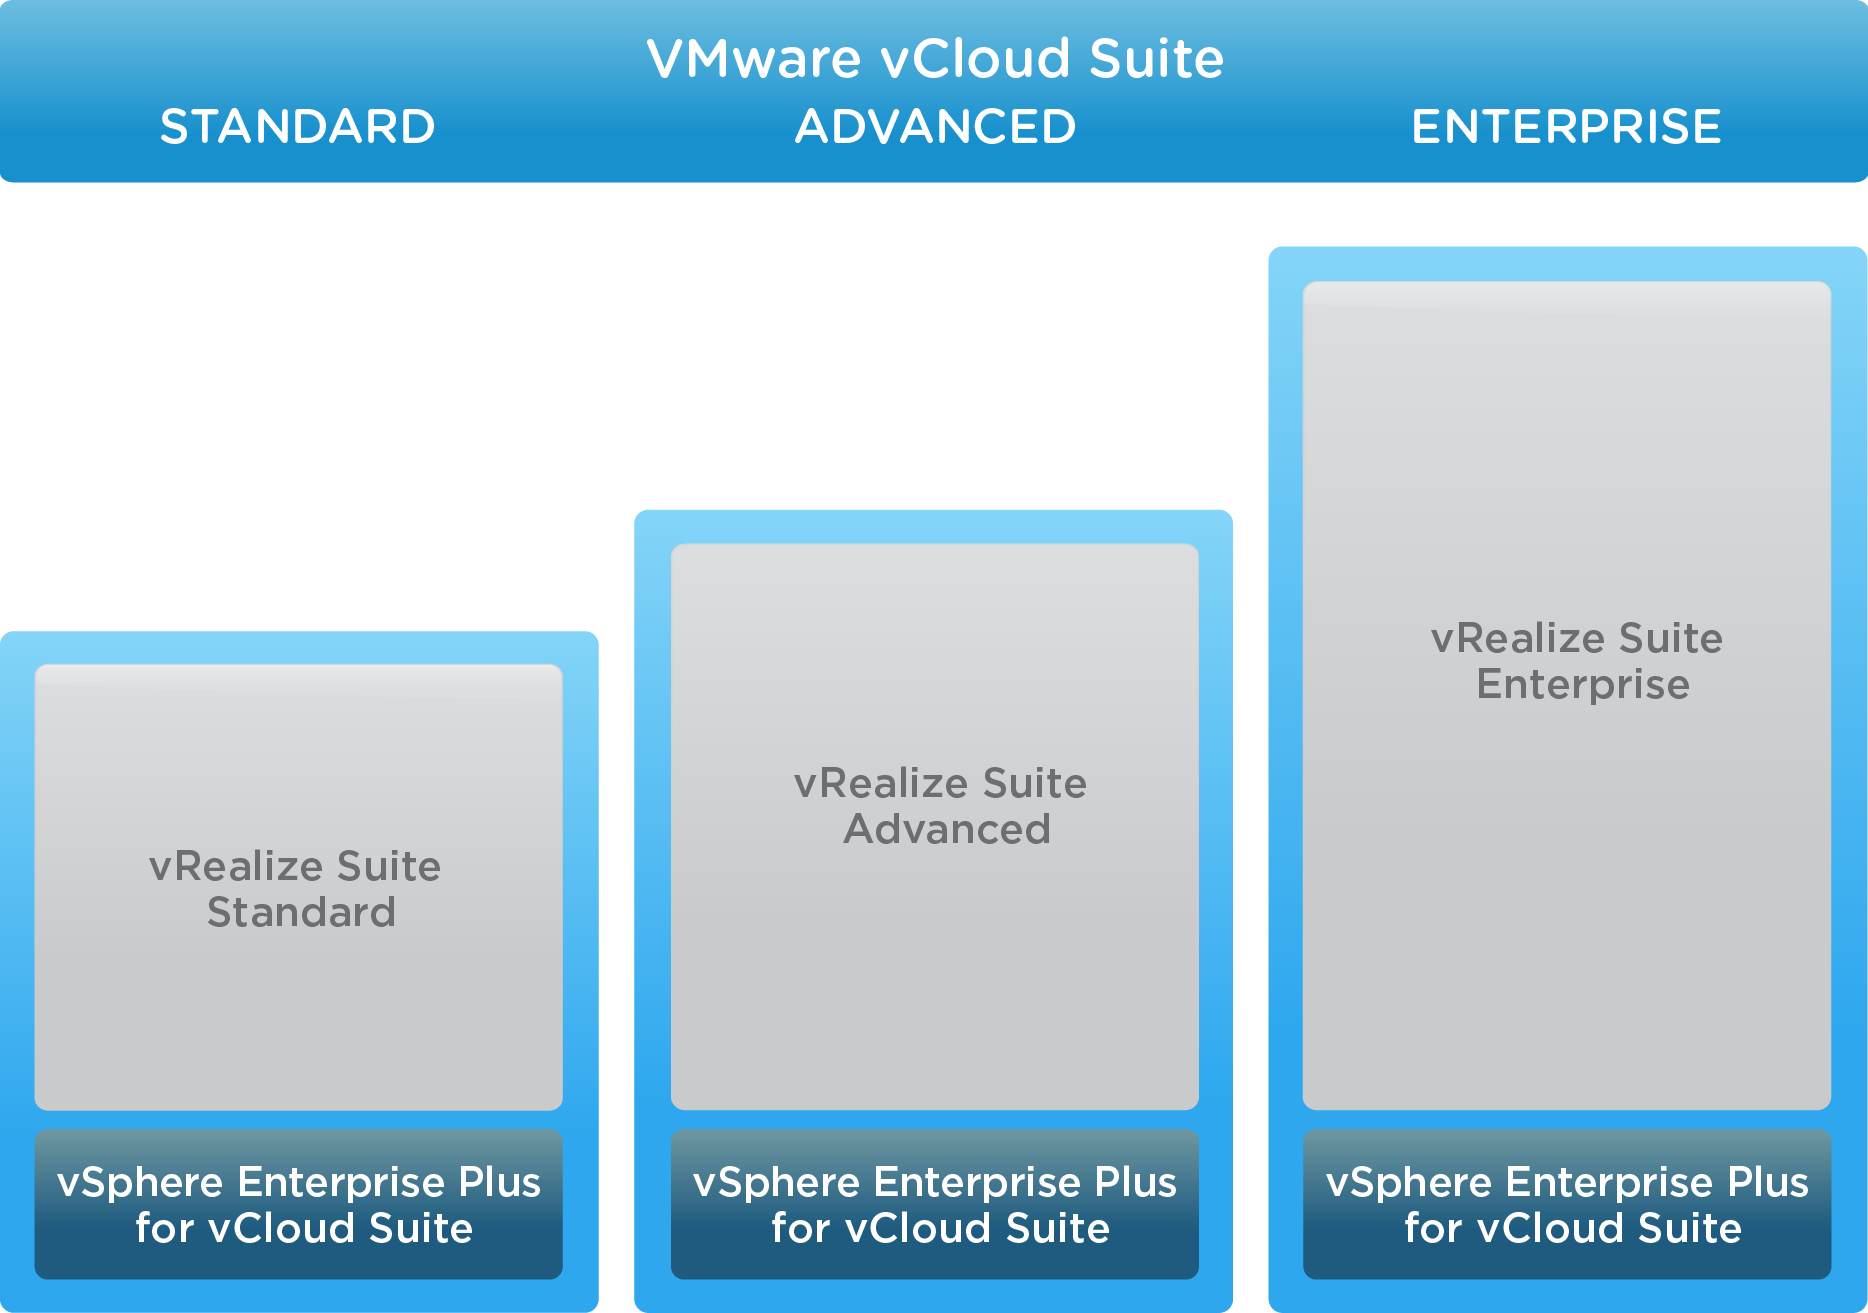 VMware vCloud Suite
STANDARD
ADVANCED
ENTERPRISE
vRealize Suite
Standard
vSphere Enterprise Plus
for vCloud Suite
vRealize Suite
Advanced
vSphere Enterprise Plus
for vCloud Suite
vRealize Suite
Enterprise
vSphere Enterprise Plus
for vCloud Suite